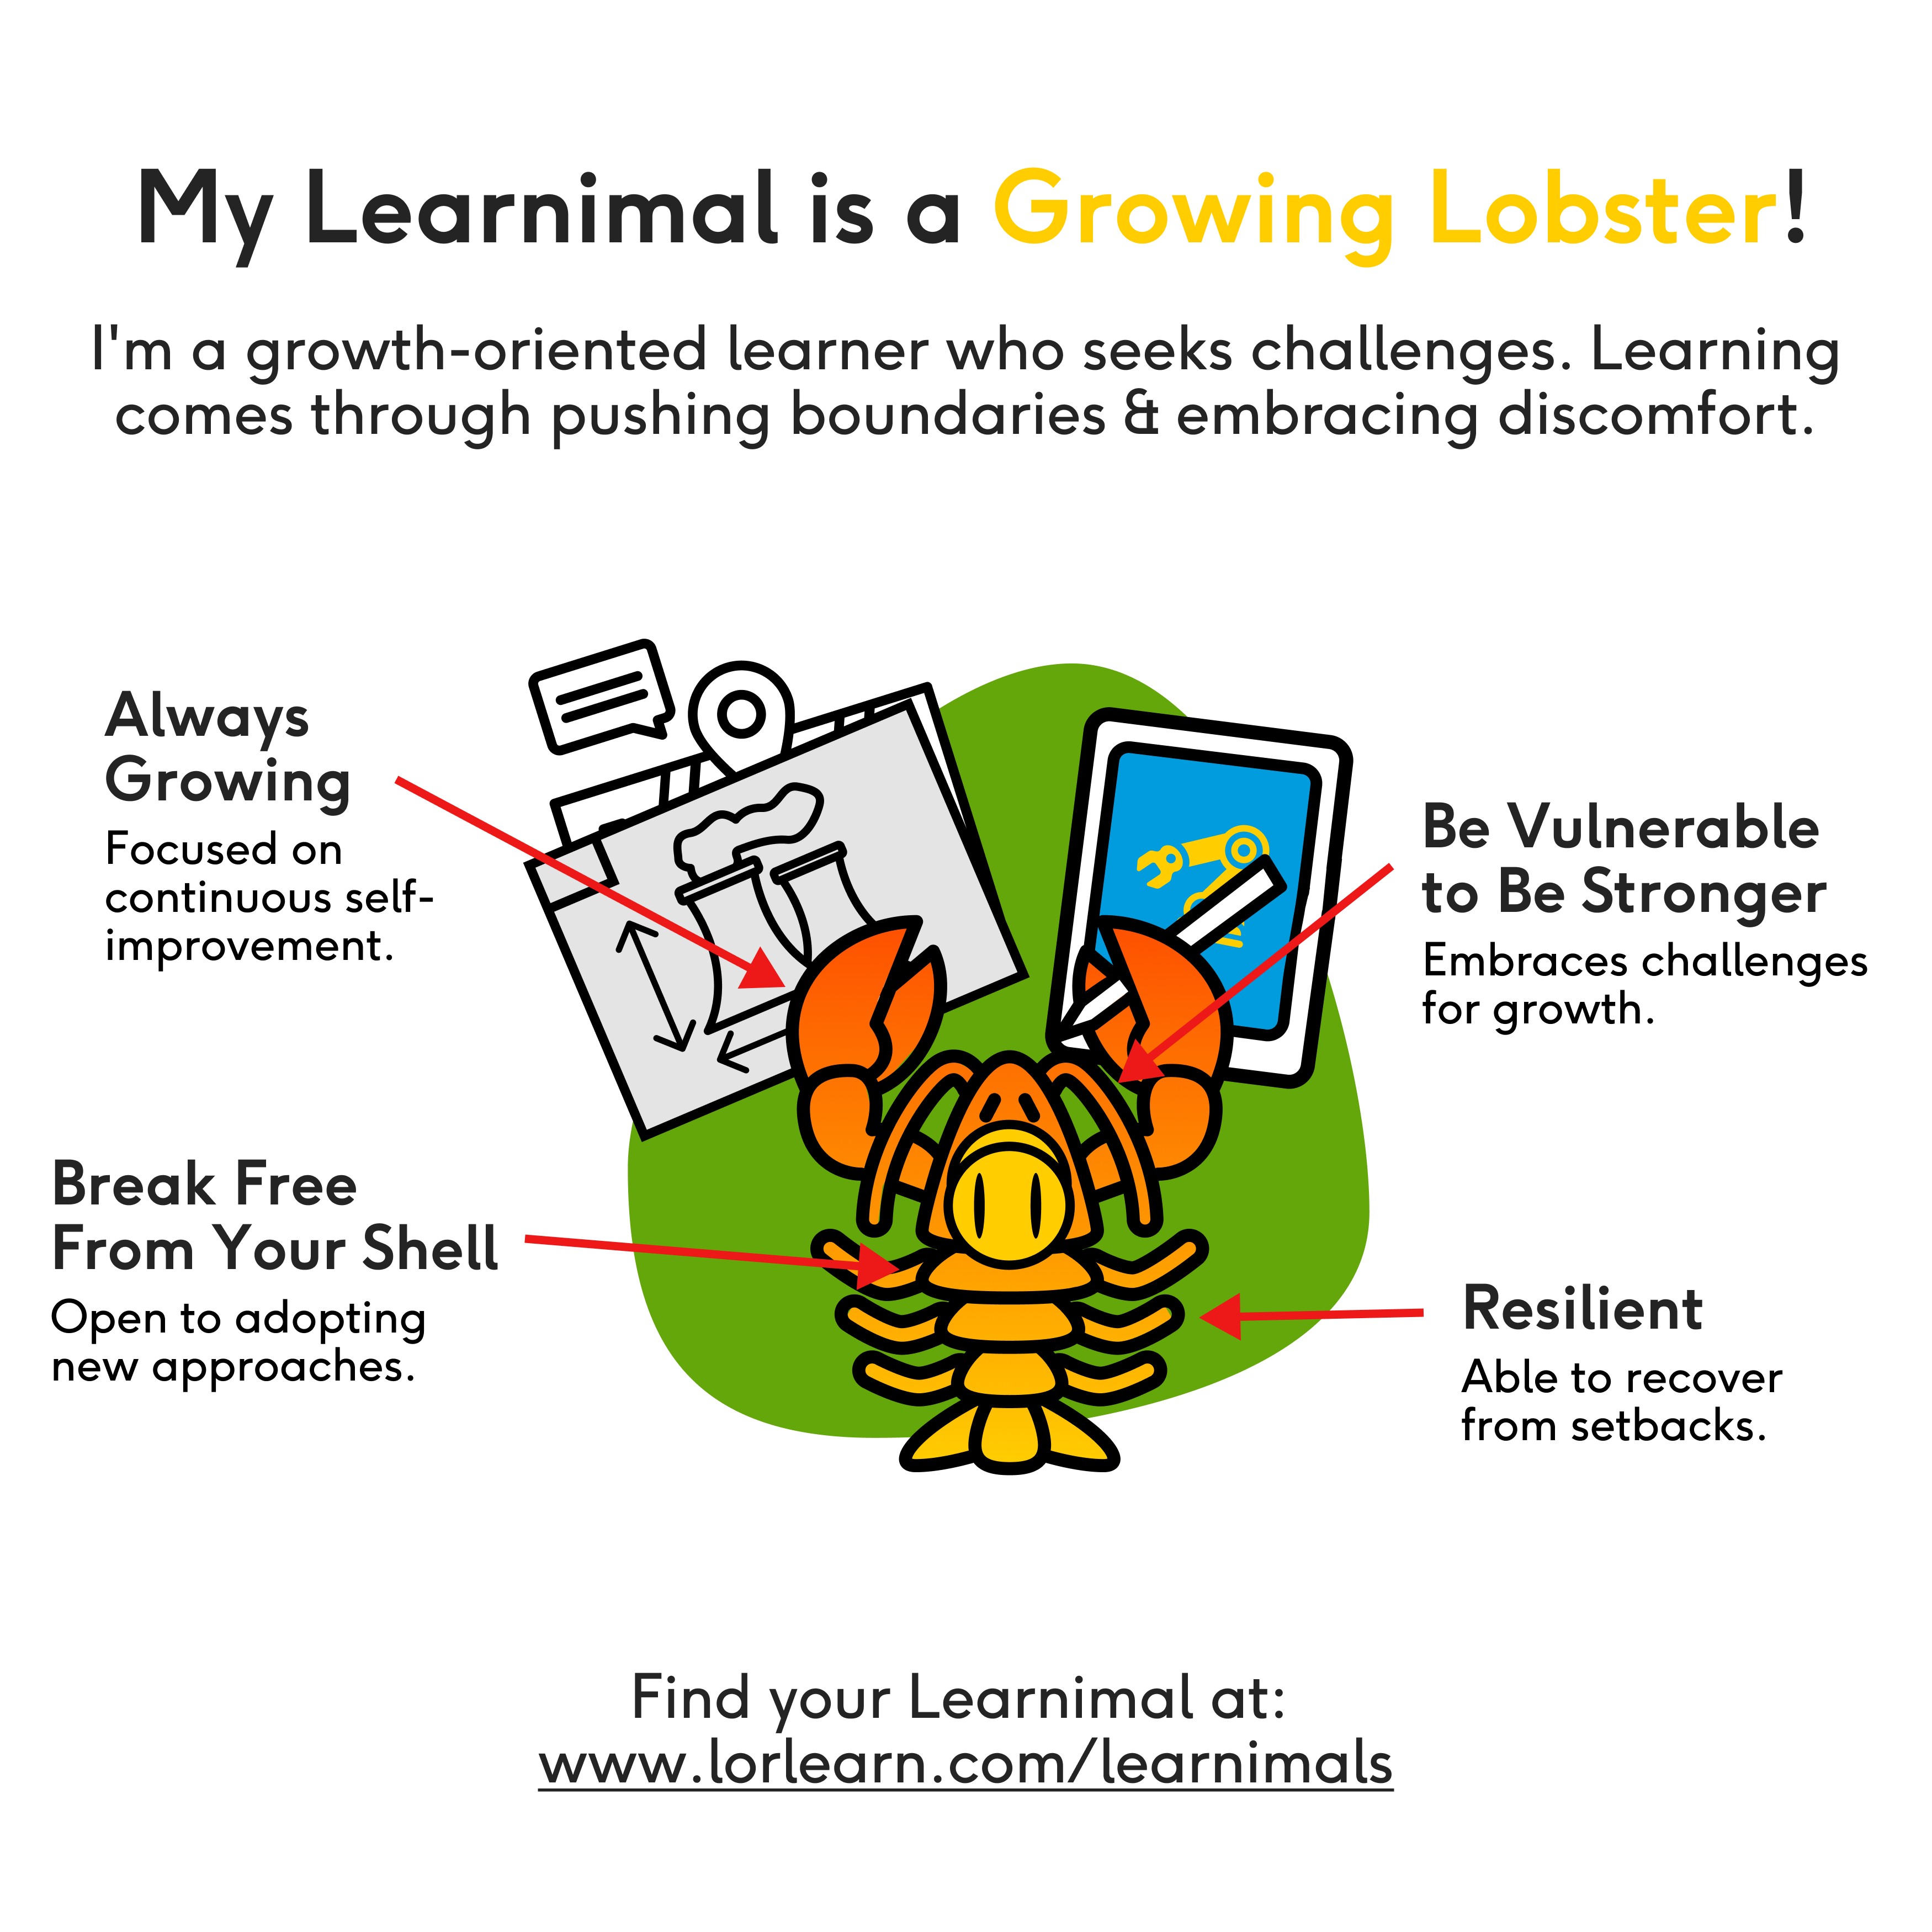 My Learnimal is a Growing Lobster!
I'm a growth-oriented learner who seeks challenges. Learning
comes through pushing boundaries & embracing discomfort.
Always
Growing
Focused on
continuous self-
improvement.
Be Vulnerable
to Be Stronger
Embraces challenges
for growth.
Break Free
From Your Shell
Open to adopting
new approaches.
Resilient
Able to recover
from setbacks.
Find your Learnimal at:
www.lorlearn.com/learnimals